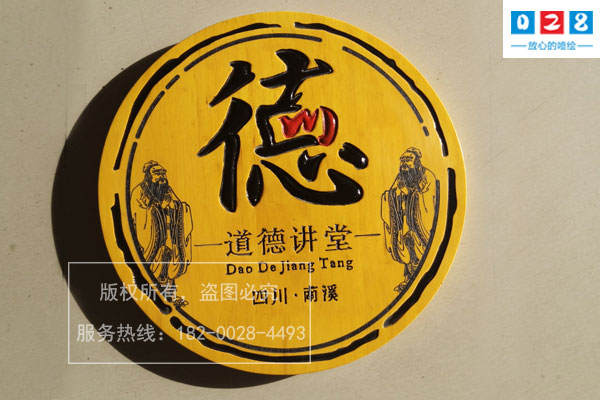 028
放心的喷绘
德
道德讲堂
Dao De Jiang Tang
四川·南溪
版权所有，盗图必究
服务热线：182-0028-4493